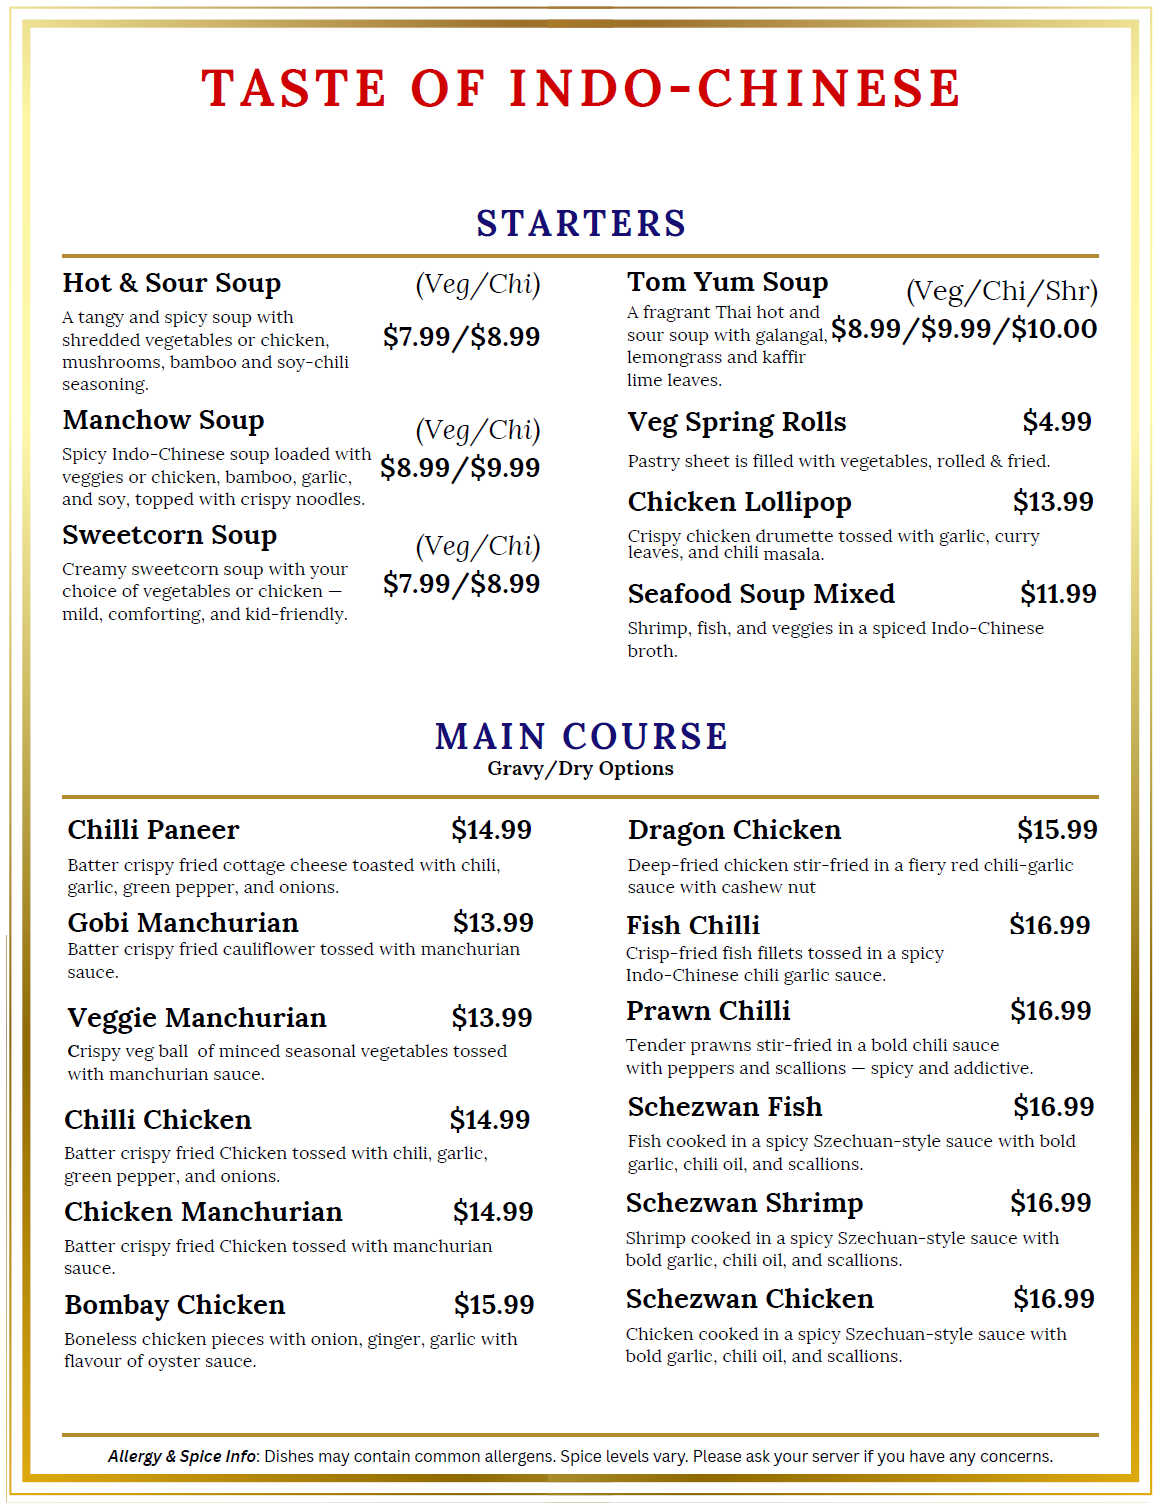 TASTE OF INDO-CHINESE
STARTERS
Hot & Sour Soup (Veg/Chi)
A tangy and spicy soup with
shredded vegetables or chicken,
mushrooms, bamboo and soy-chili
seasoning.
$7.99/$8.99
Manchow Soup (Veg/Chi)
Spicy Indo-Chinese soup loaded with
veggies or chicken, bamboo, garlic,
and soy, topped with crispy noodles.
$8.99/$9.99
Sweetcorn Soup (Veg/Chi)
Creamy sweetcorn soup with your
choice of vegetables or chicken —
mild, comforting, and kid-friendly.
$7.99/$8.99
Tom Yum Soup (Veg/Chi/Shr)
A fragrant Thai hot and
sour soup with galangal,
lemongrass and kaffir
lime leaves.
$8.99/$9.99/$10.00
Veg Spring Rolls $4.99
Pastry sheet is filled with vegetables, rolled & fried.
Chicken Lollipop $13.99
Crispy chicken drumette tossed with garlic, curry
leaves, and chili masala.
Seafood Soup Mixed $11.99
Shrimp, fish, and veggies in a spiced Indo-Chinese
broth.
MAIN COURSE
Gravy/Dry Options
Chilli Paneer $14.99
Batter crispy fried cottage cheese toasted with chili,
garlic, green pepper, and onions.
Gobi Manchurian $13.99
Batter crispy fried cauliflower tossed with manchurian
sauce.
Veggie Manchurian $13.99
Crispy veg ball of minced seasonal vegetables tossed
with manchurian sauce.
Chilli Chicken $14.99
Batter crispy fried Chicken tossed with chili, garlic,
green pepper, and onions.
Chicken Manchurian $14.99
Batter crispy fried Chicken tossed with manchurian
sauce.
Bombay Chicken $15.99
Boneless chicken pieces with onion, ginger, garlic with
flavour of oyster sauce.
Dragon Chicken $15.99
Deep-fried chicken stir-fried in a fiery red chili-garlic
sauce with cashew nut
Fish Chilli $16.99
Crisp-fried fish fillets tossed in a spicy
Indo-Chinese chili garlic sauce.
Prawn Chilli $16.99
Tender prawns stir-fried in a bold chili sauce
with peppers and scallions — spicy and addictive.
Schezwan Fish $16.99
Fish cooked in a spicy Szechuan-style sauce with bold
garlic, chili oil, and scallions.
Schezwan Shrimp $16.99
Shrimp cooked in a spicy Szechuan-style sauce with
bold garlic, chili oil, and scallions.
Schezwan Chicken $16.99
Chicken cooked in a spicy Szechuan-style sauce with
bold garlic, chili oil, and scallions.
Allergy & Spice Info: Dishes may contain common allergens. Spice levels vary. Please ask your server if you have any concerns.